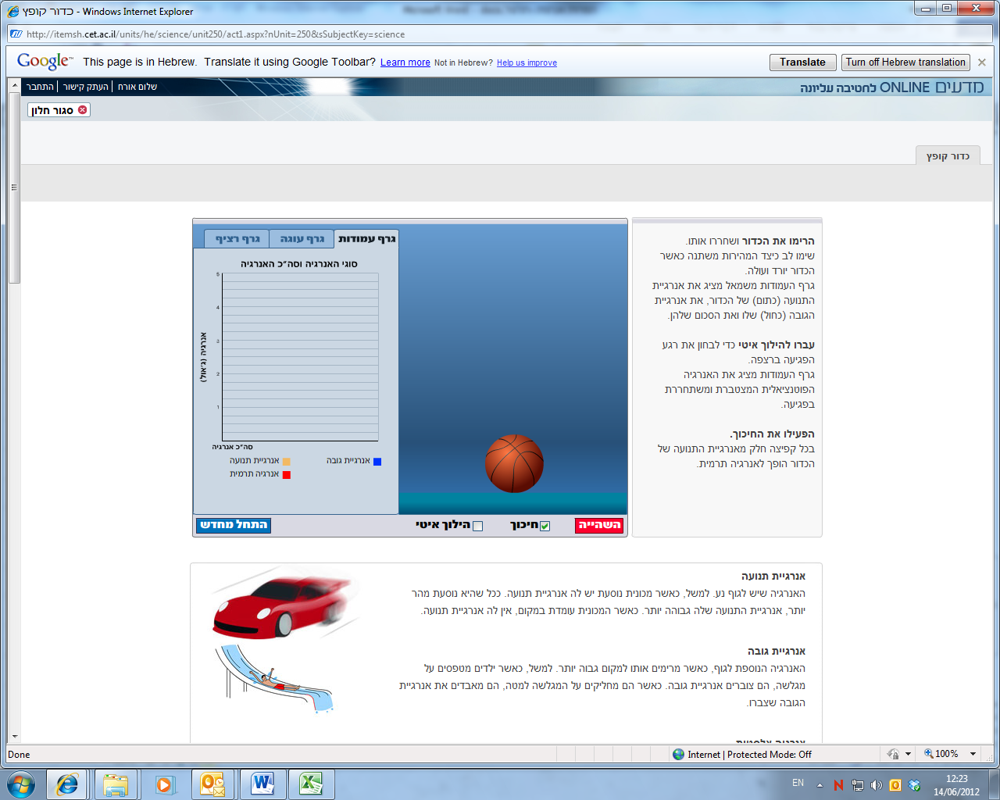 כדור קופץ - Windows Internet Explorer
http://itemsh.cet.ac.il/units/he/science/unit250/act1.aspx?nUnit=250&sSubjectKey=science
Google™ This page is in Hebrew. Translate it using Google Toolbar? Learn more Not in Hebrew? Help us improve Translate Turn off Hebrew translation
מדעים ONLINE לחטיבה עליונה
שלום אורח | העתק קישור | התחבר
סגור חלון
כדור קופץ
הרימו את הכדור ושחררו אותו.
שימו לב כיצד המהירות משתנה כאשר
הכדור יורד ועולה.
גרף העמודות משמאל מציג את אנרגיית
התנועה (כתום) של הכדור, את אנרגיית
הגובה (כחול) שלו ואת הסכום שלהן.
עברו להילוך איטי כדי לבחון את רגע
הפגיעה ברצפה.
גרף העמודות מציג את האנרגיה
הפוטנציאלית המצטברת ומשתחררת
בפגיעה.
הפעילו את החיכוך.
בכל קפיצה חלק מאנרגיית התנועה של
הכדור הופך לאנרגיה תרמית.
גרף עמודות גרף עוגה גרף רציף
סוגי האנרגיה וסה"כ האנרגיה
5
4
3
2
1
אנרגיה (ג'אול)
סה"כ אנרגיה
אנרגיית גובה אנרגיית תנועה
אנרגיה תרמית
השהייה חיכוך הילוך איטי התחל מחדש
אנרגיית תנועה
האנרגיה שיש לגוף נע. למשל, כאשר מכונית נוסעת יש לה אנרגיית תנועה. ככל שהיא נוסעת מהר
יותר, אנרגיית התנועה שלה גבוהה יותר. כאשר המכונית עומדת במקום, אין לה אנרגיית תנועה.
אנרגיית גובה
האנרגיה הנוספת לגוף, כאשר מרימים אותו למקום גבוה יותר. למשל, כאשר ילדים מטפסים על
מגלשה, הם צוברים אנרגיית גובה. כאשר הם מחליקים על המגלשה למטה, הם מאבדים את אנרגיית
הגובה שצברו.
Done Internet | Protected Mode: Off 100%
EN 12:23
14/06/2012